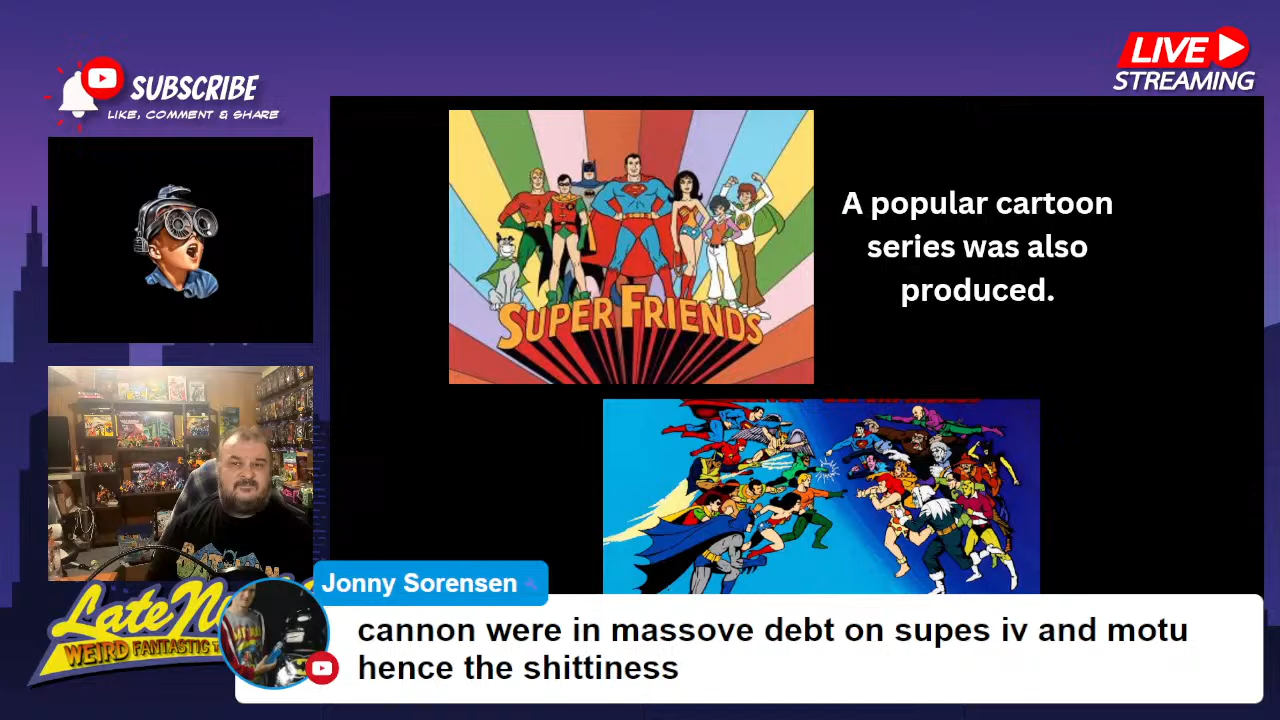 LIVE
STREAMING
SUBSCRIBE
LIKE, COMMENT & SHARE
A popular cartoon
series was also
produced.
SUPER FRIENDS
Jonny Sorensen
cannon were in massove debt on supes iv and motu
hence the shittiness
WEIRD FANTASTIC